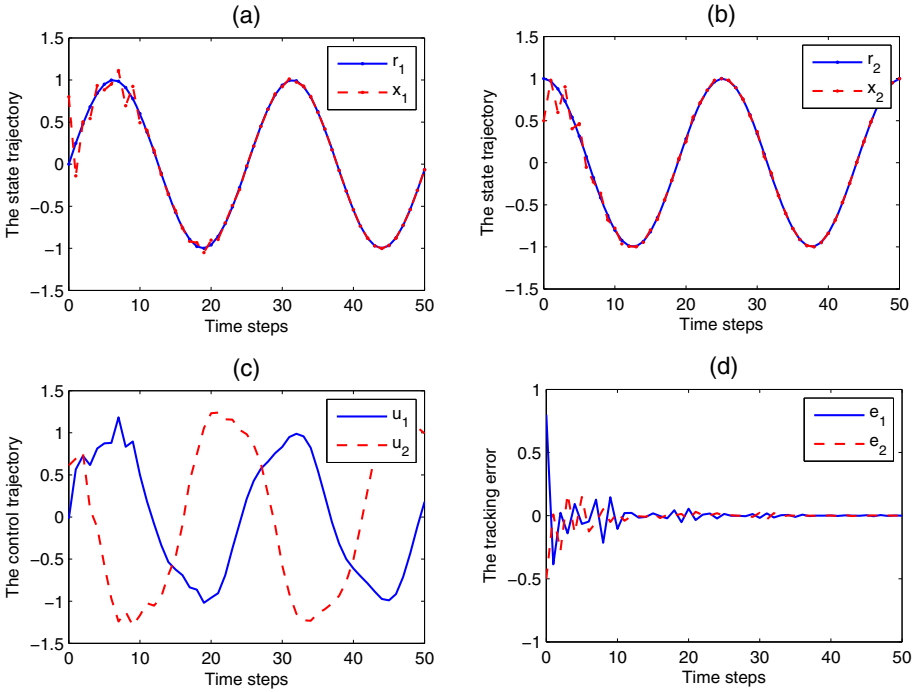 (a)
1.5
1
0.5
0
−0.5
−1
−1.5
The state trajectory
r1
x1
0 10 20 30 40 50
Time steps
(b)
1.5
1
0.5
0
−0.5
−1
−1.5
The state trajectory
r2
x2
0 10 20 30 40 50
Time steps
(c)
1.5
1
0.5
0
−0.5
−1
−1.5
The control trajectory
u1
u2
0 10 20 30 40 50
Time steps
(d)
1
0.5
0
−0.5
−1
The tracking error
e1
e2
0 10 20 30 40 50
Time steps